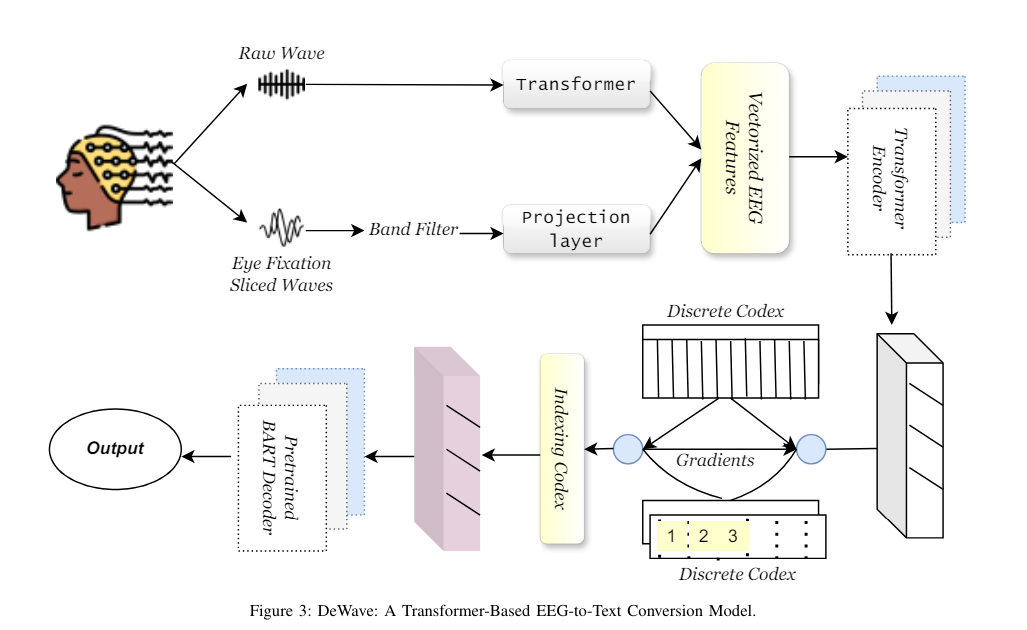 Raw Wave
Transformer
Vectorized EEG
Features
Transformer
Encoder
Eye Fixation
Sliced Waves
Band Filter
Projection
layer
Discrete Codex
Gradients
1 2 3
Discrete Codex
Indexing Codex
Pretrained
BART Decoder
Output
Figure 3: DeWave: A Transformer-Based EEG-to-Text Conversion Model.